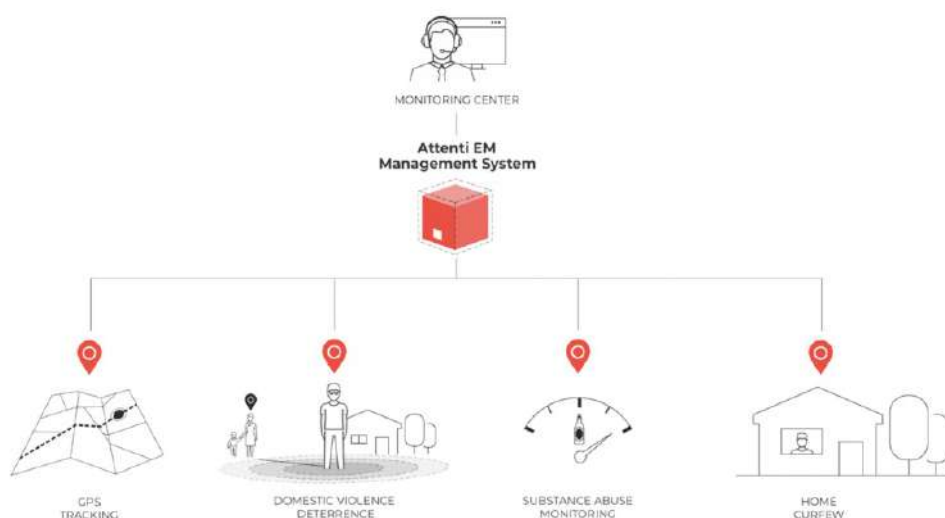 MONITORING CENTER
Attenti EM
Management System
GPS
TRACKING
DOMESTIC VIOLENCE
DETERRENCE
SUBSTANCE ABUSE
MONITORING
HOME
CURFEW